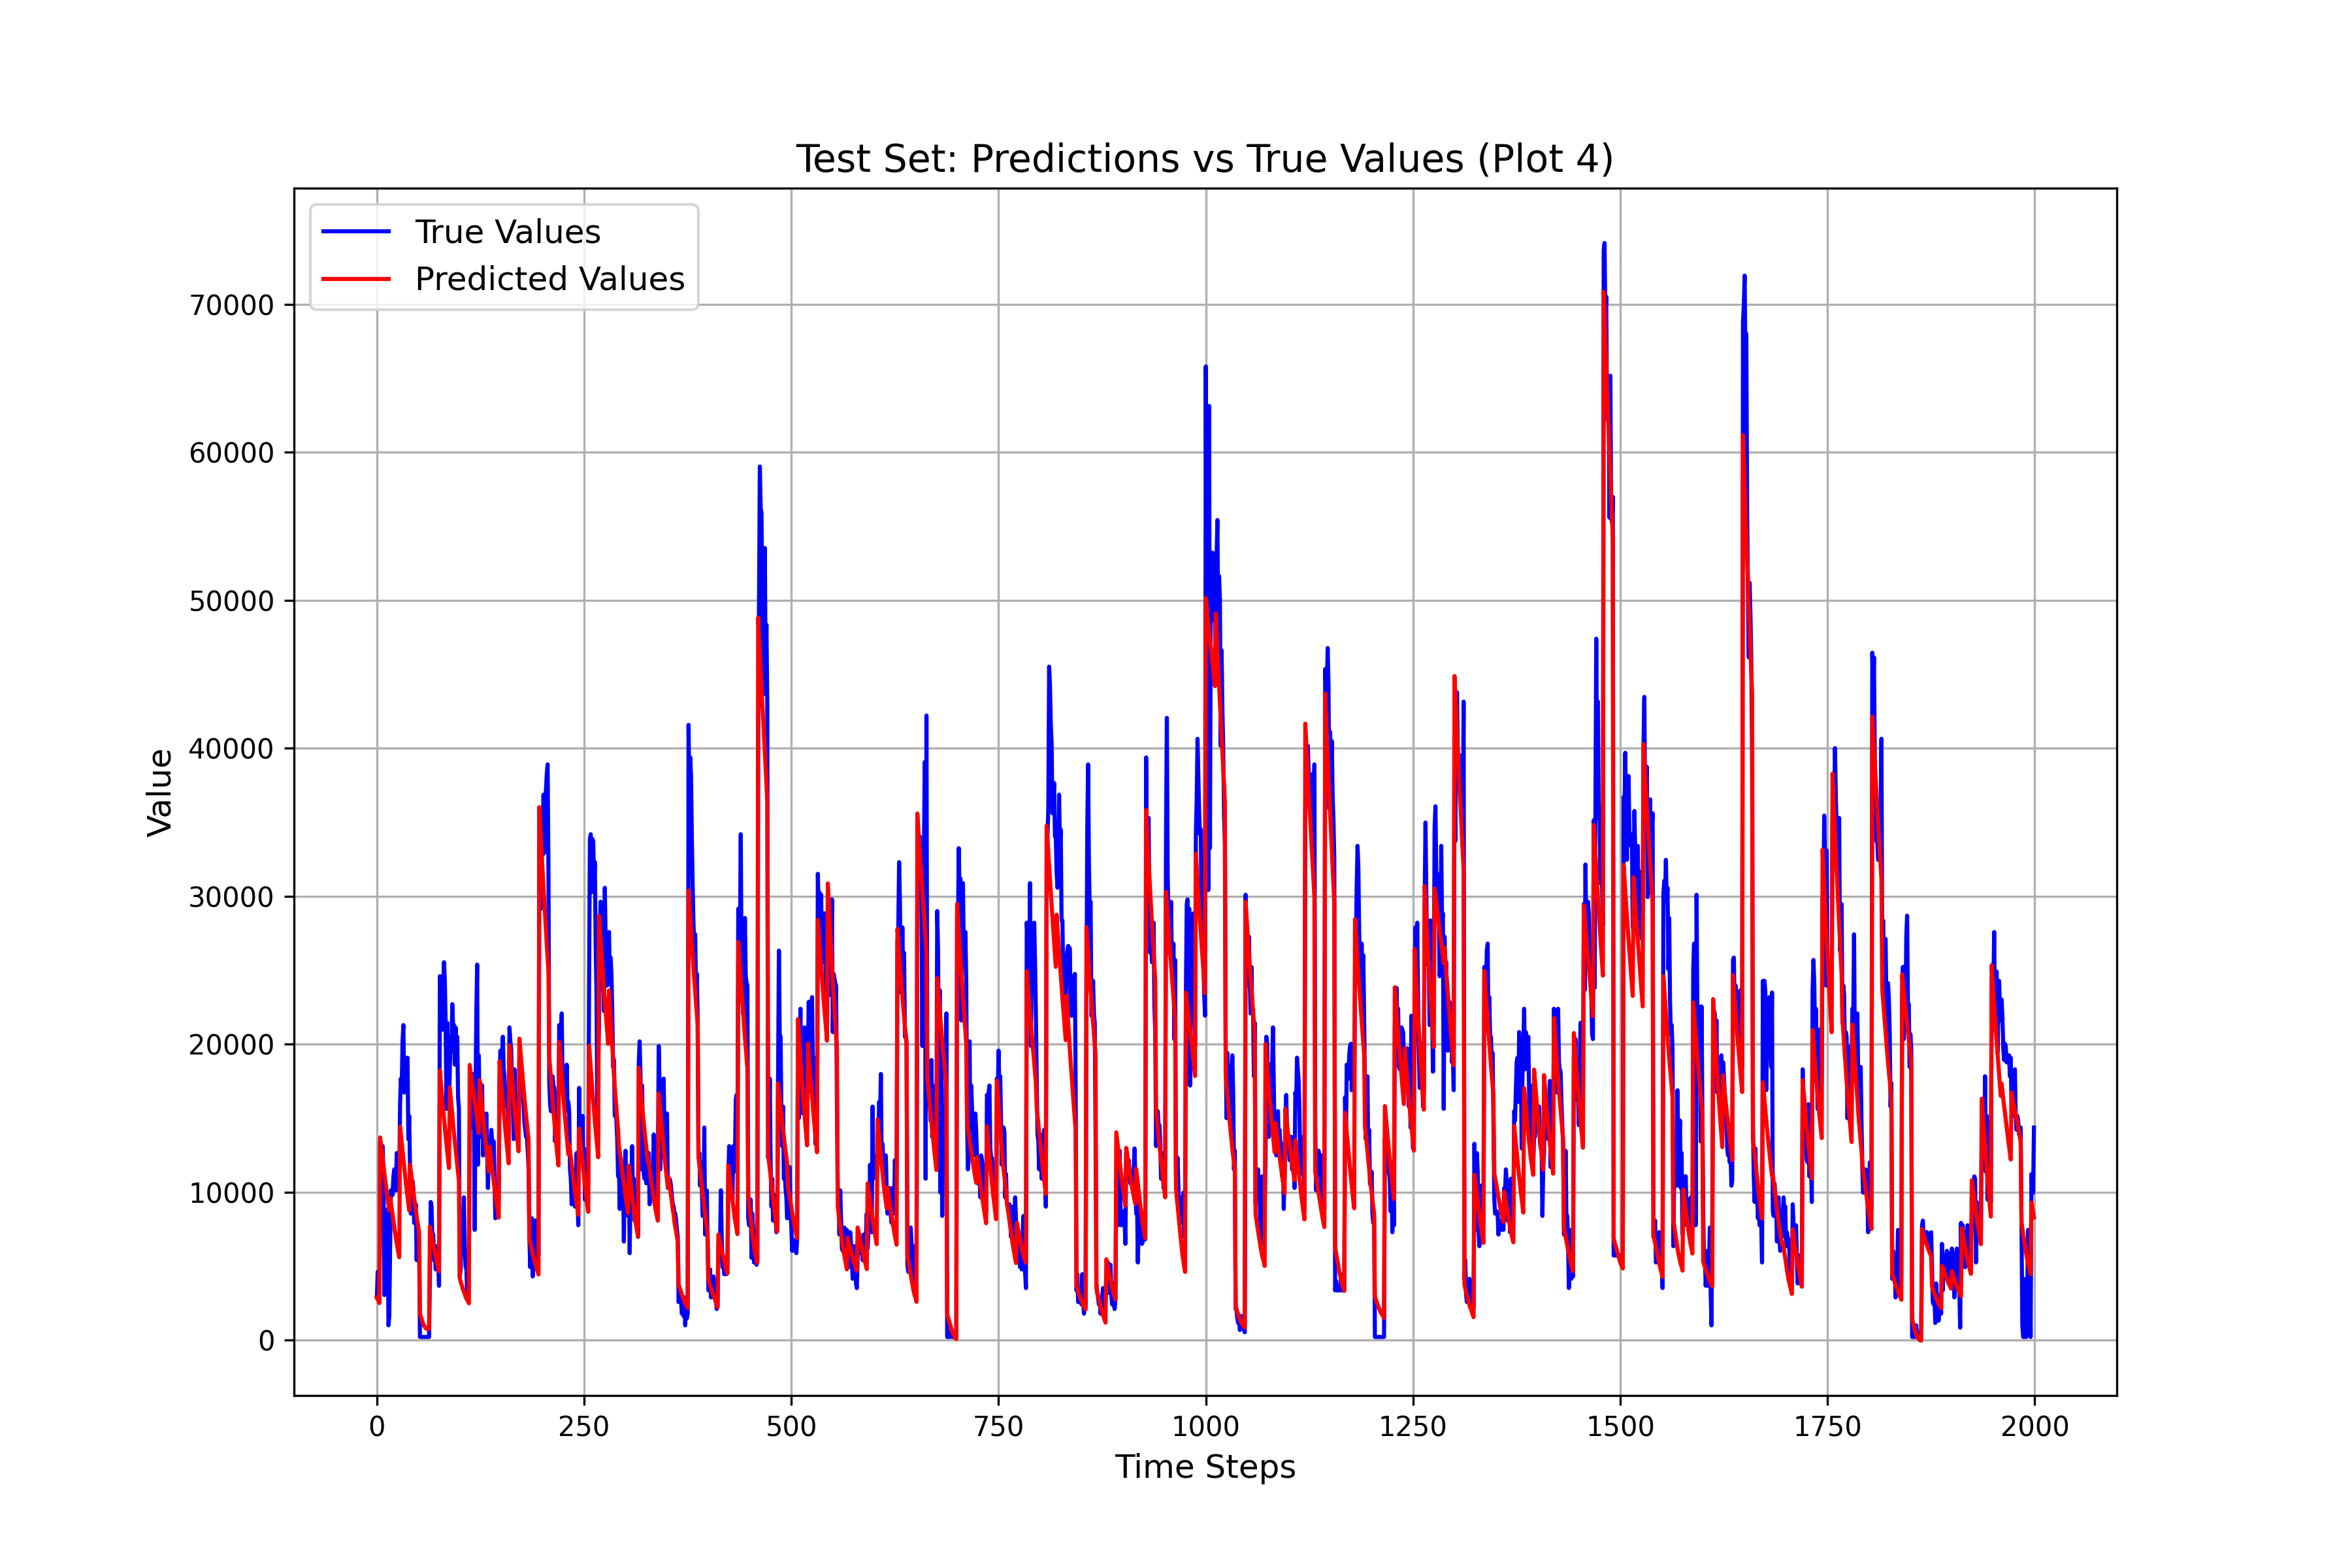 Test Set: Predictions vs True Values (Plot 4)
True Values
Predicted Values
70000
60000
50000
40000
30000
20000
10000
0
Value
0 250 500 750 1000 1250 1500 1750 2000
Time Steps